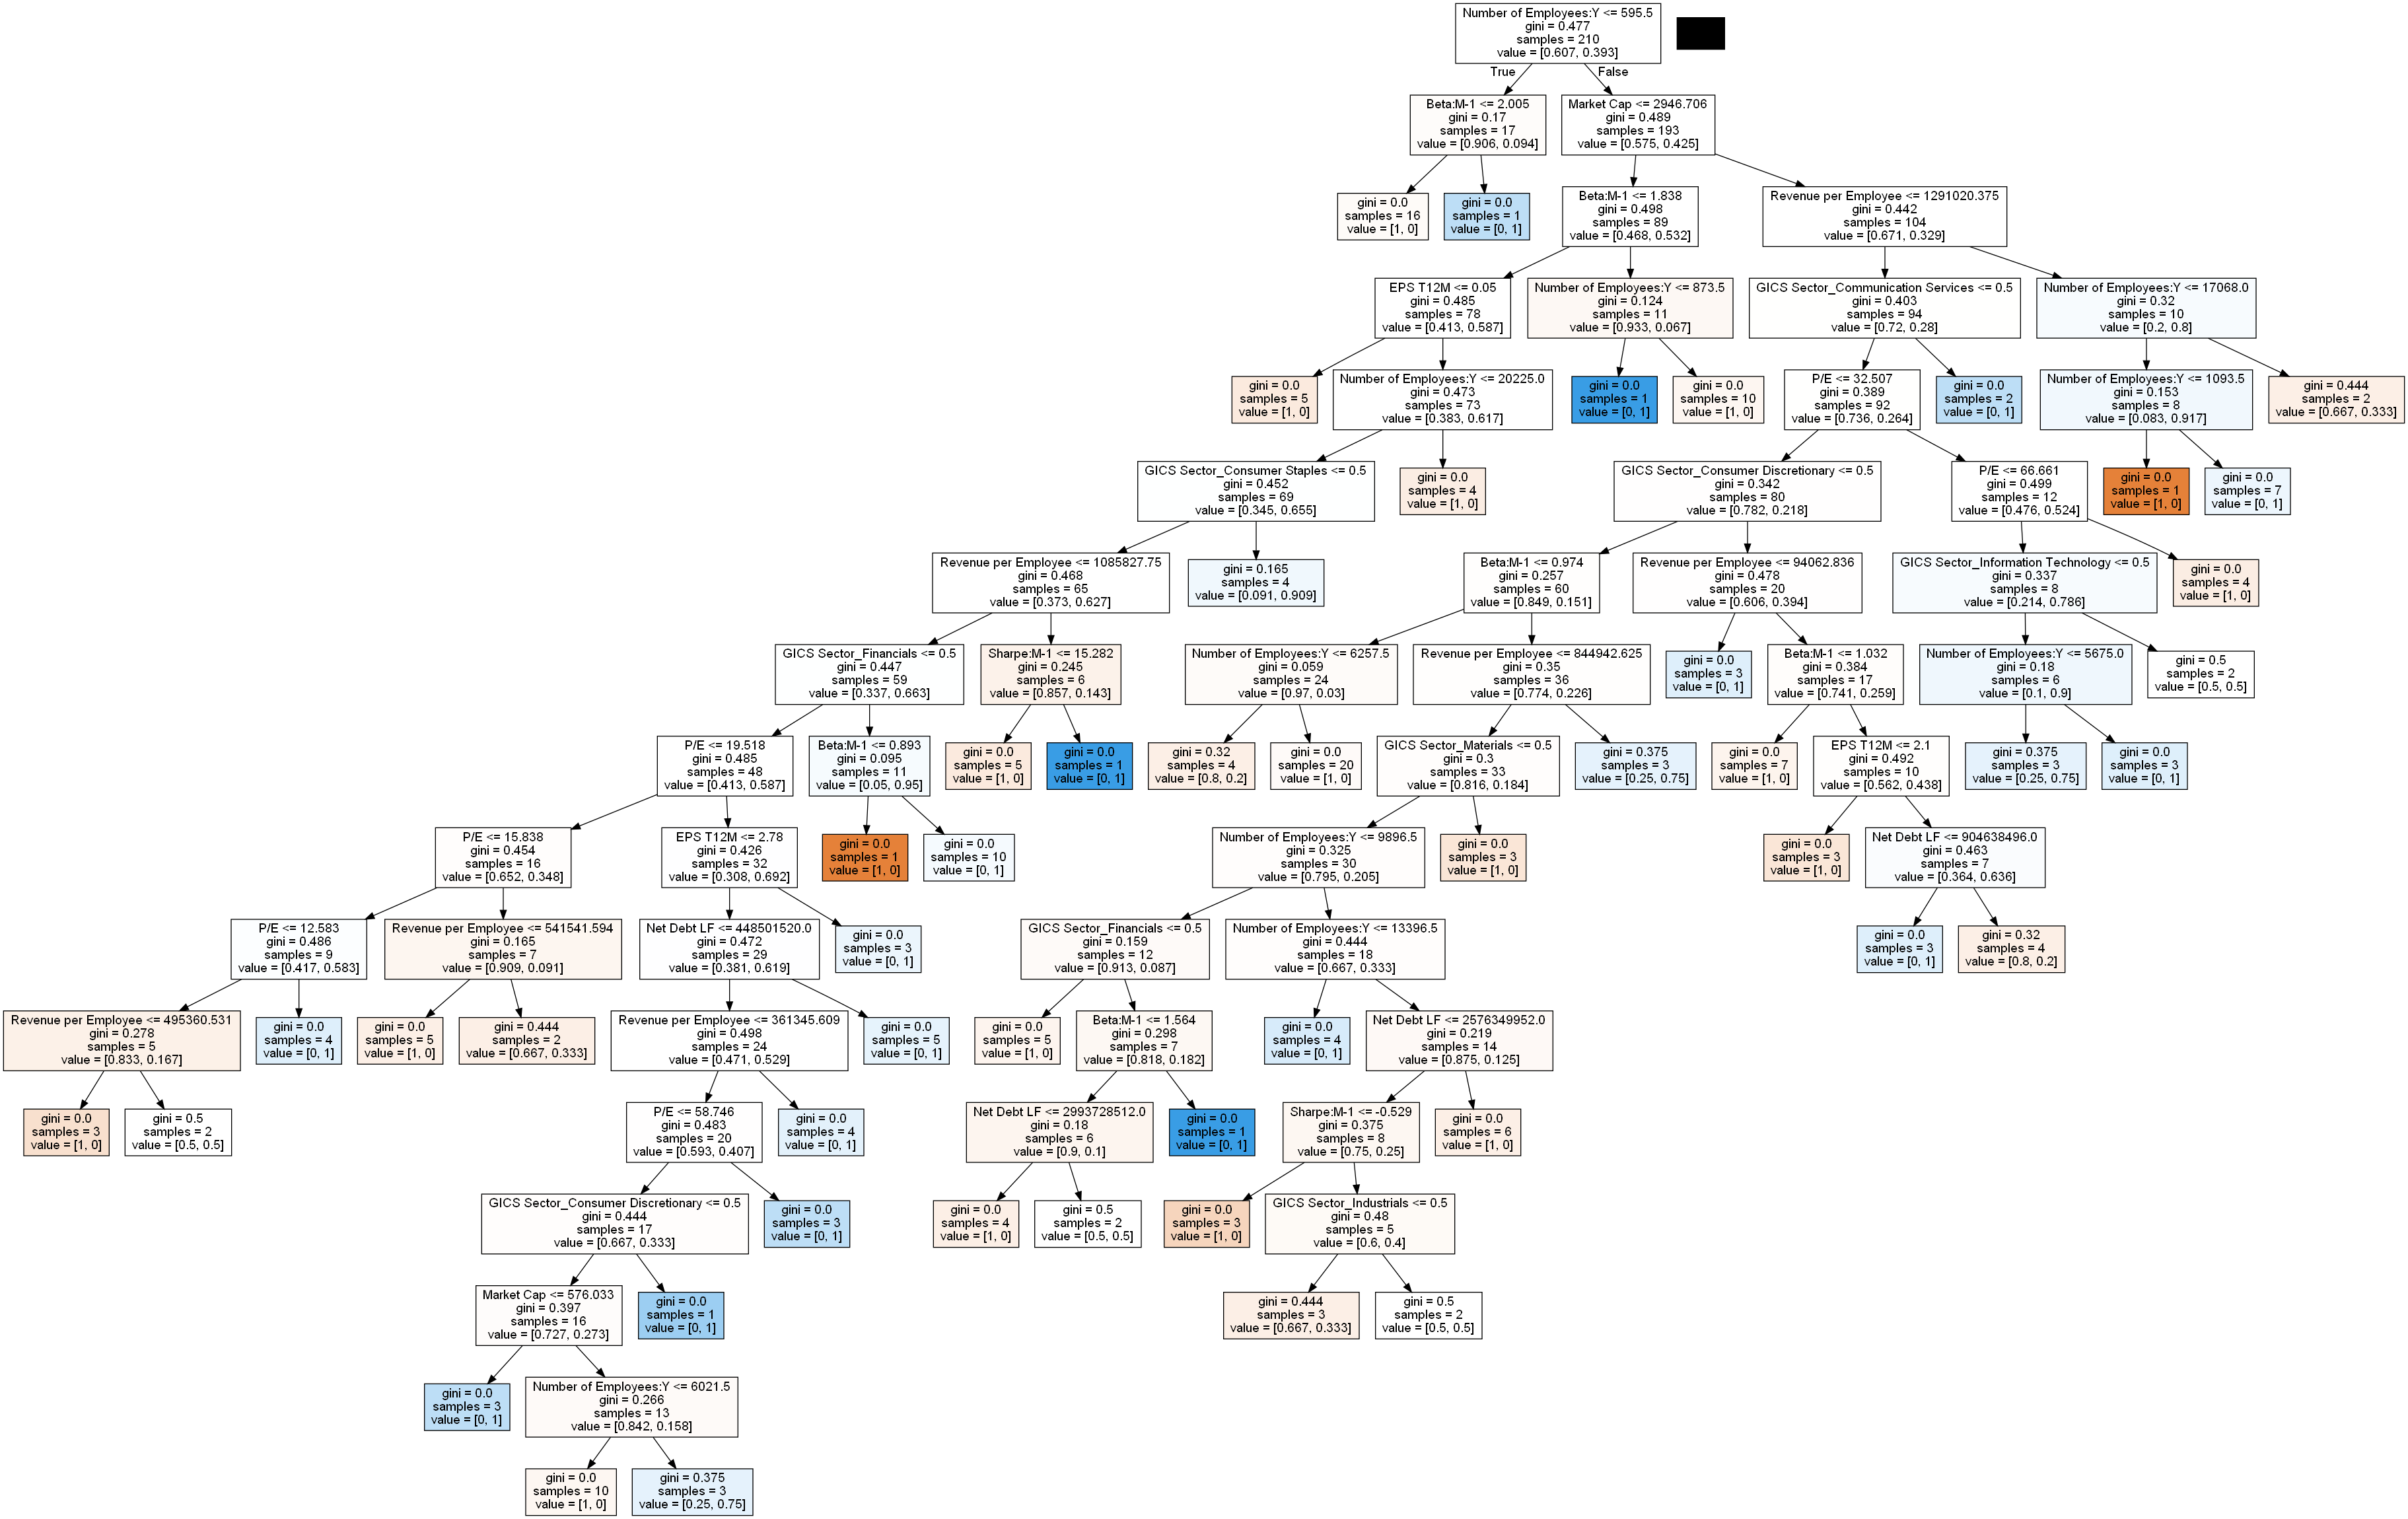 Number of Employees:Y <= 595.5
gini = 0.477
samples = 210
value = [0.607, 0.393]
True
False
Beta:M-1 <= 2.005
gini = 0.17
samples = 17
value = [0.906, 0.094]
Market Cap <= 2946.706
gini = 0.489
samples = 193
value = [0.575, 0.425]
gini = 0.0
samples = 16
value = [1, 0]
gini = 0.0
samples = 1
value = [0, 1]
Beta:M-1 <= 1.838
gini = 0.498
samples = 89
value = [0.468, 0.532]
Revenue per Employee <= 1291020.375
gini = 0.442
samples = 104
value = [0.671, 0.329]
EPS T12M <= 0.05
gini = 0.485
samples = 78
value = [0.413, 0.587]
Number of Employees:Y <= 873.5
gini = 0.124
samples = 11
value = [0.933, 0.067]
GICS Sector_Communication Services <= 0.5
gini = 0.403
samples = 94
value = [0.72, 0.28]
Number of Employees:Y <= 17068.0
gini = 0.32
samples = 10
value = [0.2, 0.8]
gini = 0.0
samples = 5
value = [1, 0]
Number of Employees:Y <= 20225.0
gini = 0.473
samples = 73
value = [0.383, 0.617]
gini = 0.0
samples = 1
value = [0, 1]
gini = 0.0
samples = 10
value = [1, 0]
P/E <= 32.507
gini = 0.389
samples = 92
value = [0.736, 0.264]
gini = 0.0
samples = 2
value = [0, 1]
Number of Employees:Y <= 1093.5
gini = 0.153
samples = 8
value = [0.083, 0.917]
gini = 0.444
samples = 2
value = [0.667, 0.333]
GICS Sector_Consumer Staples <= 0.5
gini = 0.452
samples = 69
value = [0.345, 0.655]
gini = 0.0
samples = 4
value = [1, 0]
GICS Sector_Consumer Discretionary <= 0.5
gini = 0.342
samples = 80
value = [0.782, 0.218]
P/E <= 66.661
gini = 0.499
samples = 12
value = [0.476, 0.524]
gini = 0.0
samples = 1
value = [1, 0]
gini = 0.0
samples = 7
value = [0, 1]
Revenue per Employee <= 1085827.75
gini = 0.468
samples = 65
value = [0.373, 0.627]
gini = 0.165
samples = 4
value = [0.091, 0.909]
Beta:M-1 <= 0.974
gini = 0.257
samples = 60
value = [0.849, 0.151]
Revenue per Employee <= 94062.836
gini = 0.478
samples = 20
value = [0.606, 0.394]
GICS Sector_Information Technology <= 0.5
gini = 0.337
samples = 8
value = [0.214, 0.786]
gini = 0.0
samples = 4
value = [1, 0]
GICS Sector_Financials <= 0.5
gini = 0.447
samples = 59
value = [0.337, 0.663]
Sharpe:M-1 <= 15.282
gini = 0.245
samples = 6
value = [0.857, 0.143]
Number of Employees:Y <= 6257.5
gini = 0.059
samples = 24
value = [0.97, 0.03]
Revenue per Employee <= 844942.625
gini = 0.35
samples = 36
value = [0.774, 0.226]
gini = 0.0
samples = 3
value = [0, 1]
Beta:M-1 <= 1.032
gini = 0.384
samples = 17
value = [0.741, 0.259]
Number of Employees:Y <= 5675.0
gini = 0.18
samples = 6
value = [0.1, 0.9]
gini = 0.5
samples = 2
value = [0.5, 0.5]
P/E <= 19.518
gini = 0.485
samples = 48
value = [0.413, 0.587]
Beta:M-1 <= 0.893
gini = 0.095
samples = 11
value = [0.05, 0.95]
gini = 0.0
samples = 5
value = [1, 0]
gini = 0.0
samples = 1
value = [0, 1]
gini = 0.32
samples = 4
value = [0.8, 0.2]
gini = 0.0
samples = 20
value = [1, 0]
GICS Sector_Materials <= 0.5
gini = 0.3
samples = 33
value = [0.816, 0.184]
gini = 0.375
samples = 3
value = [0.25, 0.75]
gini = 0.0
samples = 7
value = [1, 0]
EPS T12M <= 2.1
gini = 0.492
samples = 10
value = [0.562, 0.438]
gini = 0.375
samples = 3
value = [0.25, 0.75]
gini = 0.0
samples = 3
value = [0, 1]
P/E <= 15.838
gini = 0.454
samples = 16
value = [0.652, 0.348]
EPS T12M <= 2.78
gini = 0.426
samples = 32
value = [0.308, 0.692]
gini = 0.0
samples = 1
value = [1, 0]
gini = 0.0
samples = 10
value = [0, 1]
Number of Employees:Y <= 9896.5
gini = 0.325
samples = 30
value = [0.795, 0.205]
gini = 0.0
samples = 3
value = [1, 0]
gini = 0.0
samples = 3
value = [1, 0]
Net Debt LF <= 904638496.0
gini = 0.463
samples = 7
value = [0.364, 0.636]
P/E <= 12.583
gini = 0.486
samples = 9
value = [0.417, 0.583]
Revenue per Employee <= 541541.594
gini = 0.165
samples = 7
value = [0.909, 0.091]
Net Debt LF <= 448501520.0
gini = 0.472
samples = 29
value = [0.381, 0.619]
gini = 0.0
samples = 3
value = [0, 1]
GICS Sector_Financials <= 0.5
gini = 0.159
samples = 12
value = [0.913, 0.087]
Number of Employees:Y <= 13396.5
gini = 0.444
samples = 18
value = [0.667, 0.333]
gini = 0.0
samples = 3
value = [0, 1]
gini = 0.32
samples = 4
value = [0.8, 0.2]
Revenue per Employee <= 495360.531
gini = 0.278
samples = 5
value = [0.833, 0.167]
gini = 0.0
samples = 4
value = [0, 1]
gini = 0.0
samples = 5
value = [1, 0]
gini = 0.444
samples = 2
value = [0.667, 0.333]
Revenue per Employee <= 361345.609
gini = 0.498
samples = 24
value = [0.471, 0.529]
gini = 0.0
samples = 5
value = [0, 1]
gini = 0.0
samples = 5
value = [1, 0]
Beta:M-1 <= 1.564
gini = 0.298
samples = 7
value = [0.818, 0.182]
gini = 0.0
samples = 4
value = [0, 1]
Net Debt LF <= 2576349952.0
gini = 0.219
samples = 14
value = [0.875, 0.125]
gini = 0.0
samples = 3
value = [1, 0]
gini = 0.5
samples = 2
value = [0.5, 0.5]
P/E <= 58.746
gini = 0.483
samples = 20
value = [0.593, 0.407]
gini = 0.0
samples = 4
value = [0, 1]
Net Debt LF <= 2993728512.0
gini = 0.18
samples = 6
value = [0.9, 0.1]
gini = 0.0
samples = 1
value = [0, 1]
Sharpe:M-1 <= -0.529
gini = 0.375
samples = 8
value = [0.75, 0.25]
gini = 0.0
samples = 6
value = [1, 0]
GICS Sector_Consumer Discretionary <= 0.5
gini = 0.444
samples = 17
value = [0.667, 0.333]
gini = 0.0
samples = 3
value = [0, 1]
gini = 0.0
samples = 4
value = [1, 0]
gini = 0.5
samples = 2
value = [0.5, 0.5]
gini = 0.0
samples = 3
value = [1, 0]
GICS Sector_Industrials <= 0.5
gini = 0.48
samples = 5
value = [0.6, 0.4]
Market Cap <= 576.033
gini = 0.397
samples = 16
value = [0.727, 0.273]
gini = 0.0
samples = 1
value = [0, 1]
gini = 0.444
samples = 3
value = [0.667, 0.333]
gini = 0.5
samples = 2
value = [0.5, 0.5]
gini = 0.0
samples = 3
value = [0, 1]
Number of Employees:Y <= 6021.5
gini = 0.266
samples = 13
value = [0.842, 0.158]
gini = 0.0
samples = 10
value = [1, 0]
gini = 0.375
samples = 3
value = [0.25, 0.75]